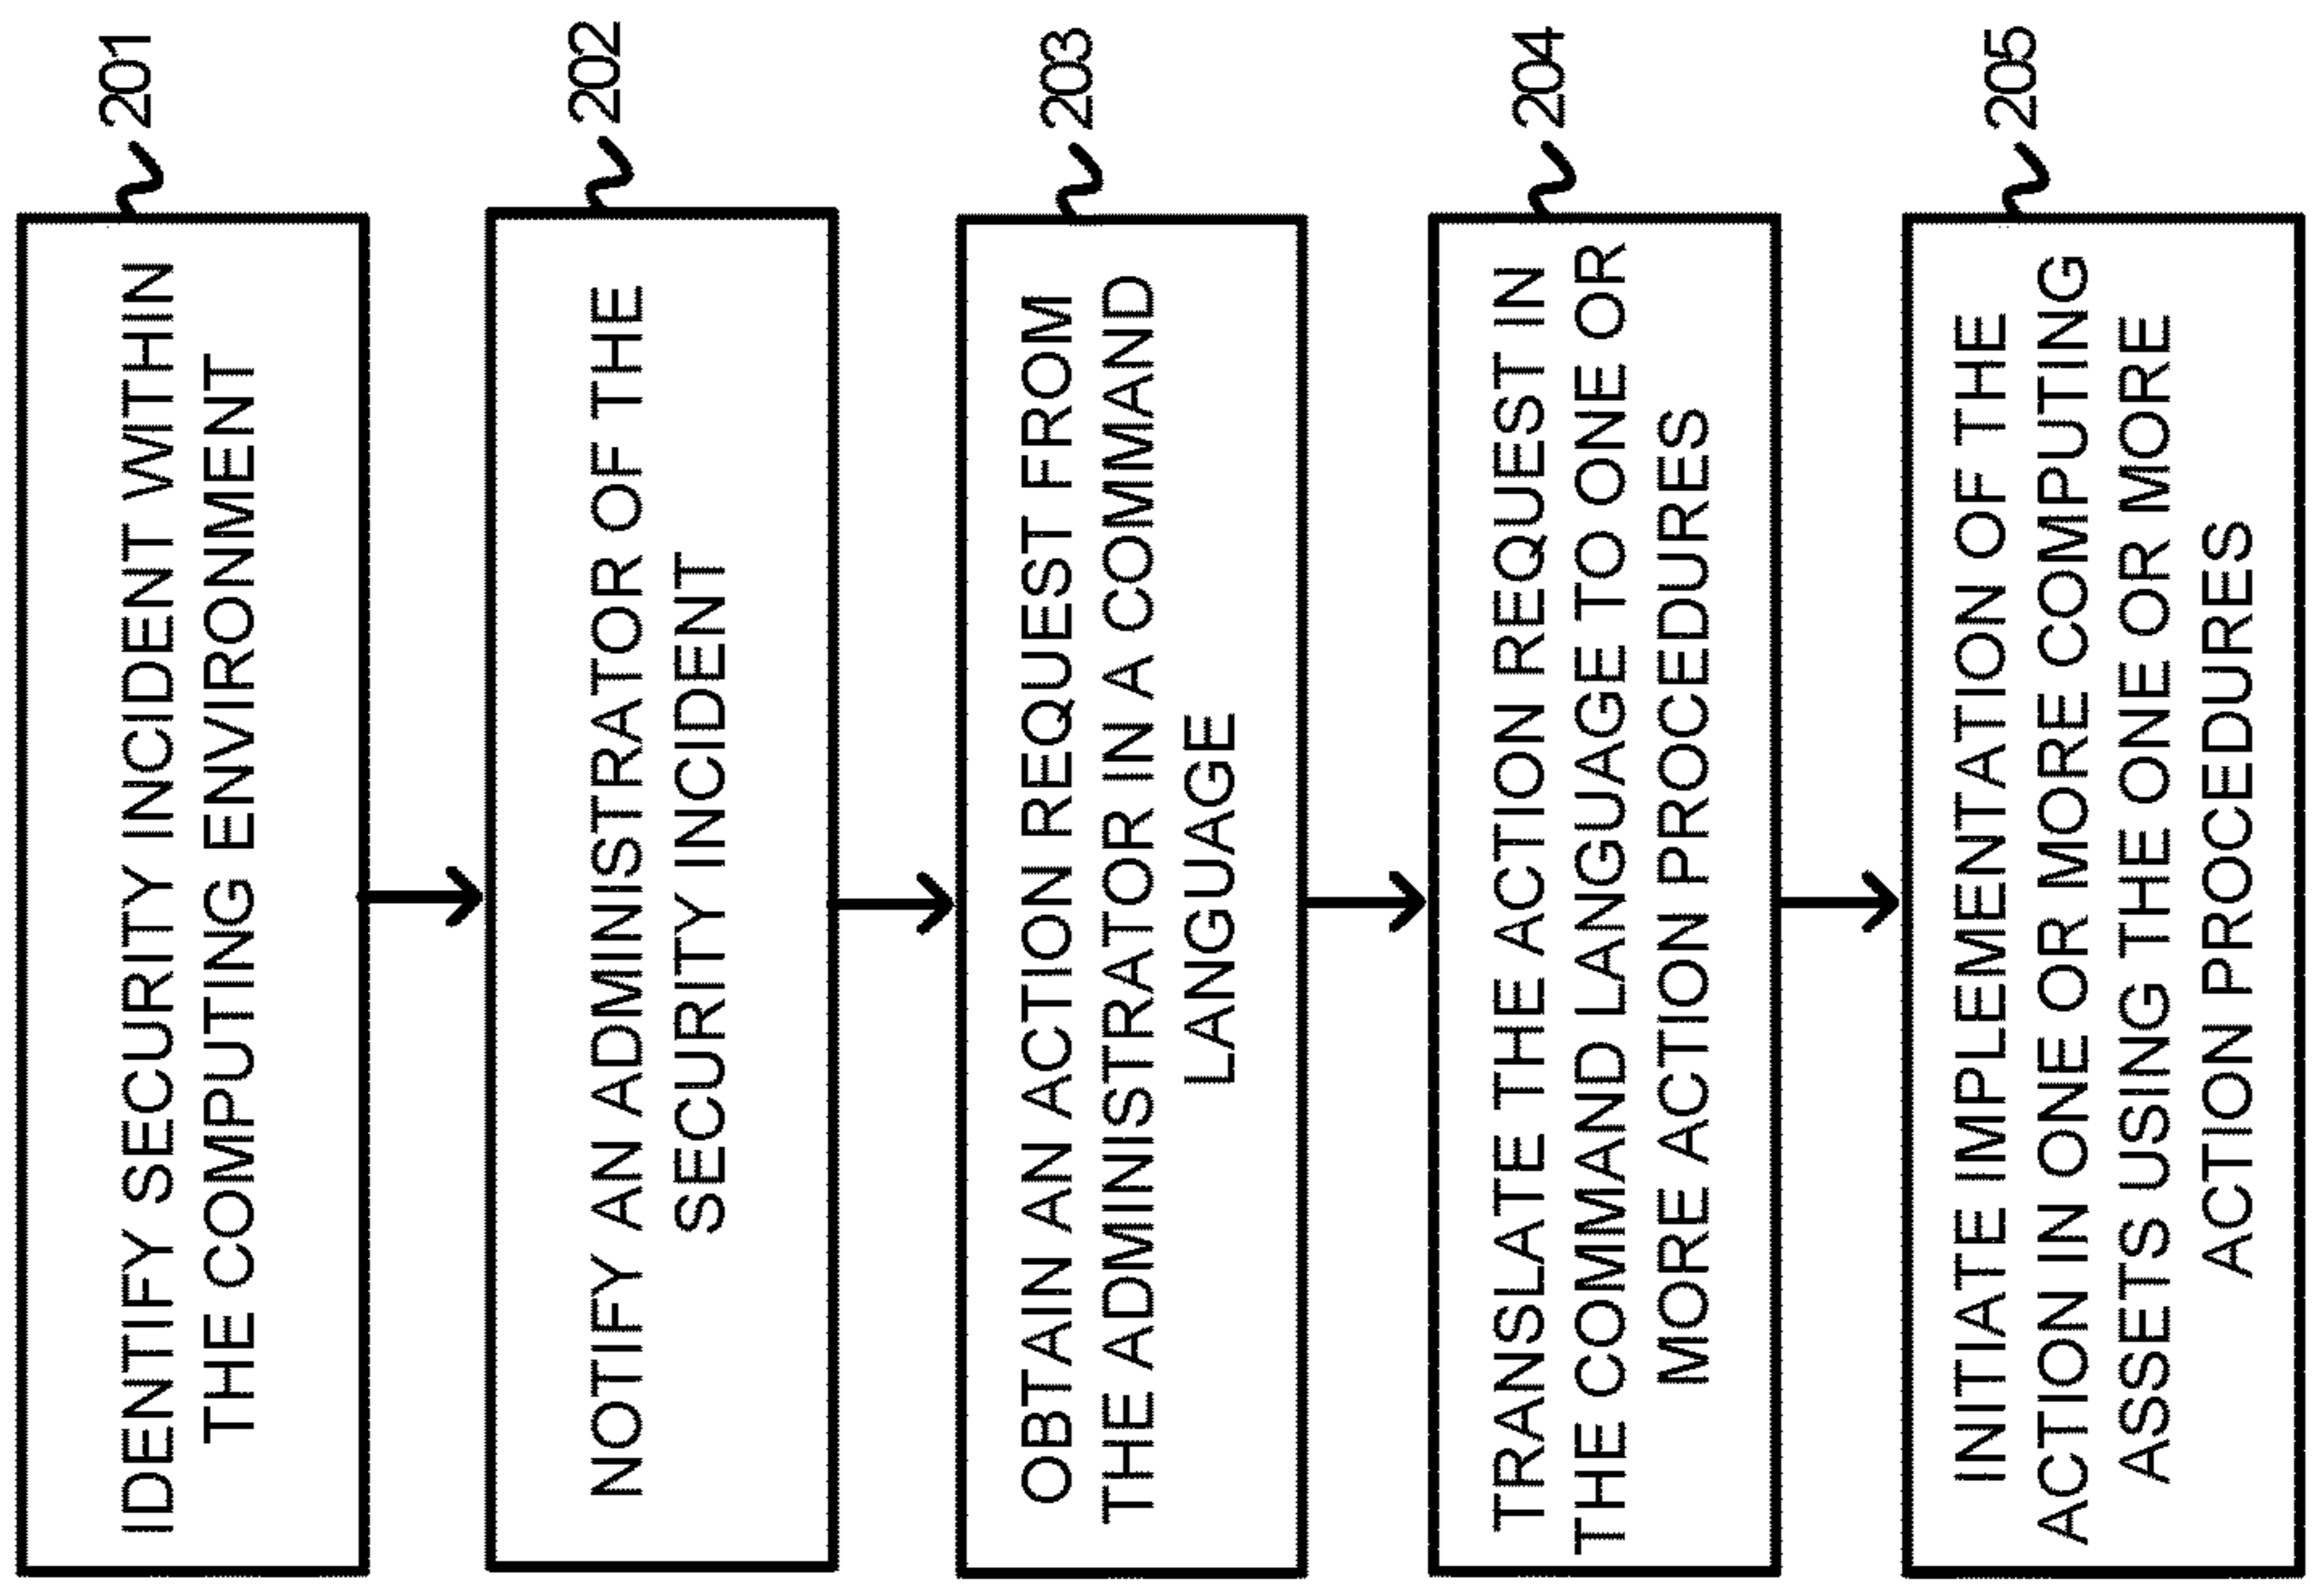 201
IDENTIFY SECURITY INCIDENT WITHIN
THE COMPUTING ENVIRONMENT
202
NOTIFY AN ADMINISTRATOR OF THE
SECURITY INCIDENT
203
OBTAIN AN ACTION REQUEST FROM
THE ADMINISTRATOR IN A COMMAND
LANGUAGE
204
TRANSLATE THE ACTION REQUEST IN
THE COMMAND LANGUAGE TO ONE OR
MORE ACTION PROCEDURES
205
INITIATE IMPLEMENTATION OF THE
ACTION IN ONE OR MORE COMPUTING
ASSETS USING THE ONE OR MORE
ACTION PROCEDURES